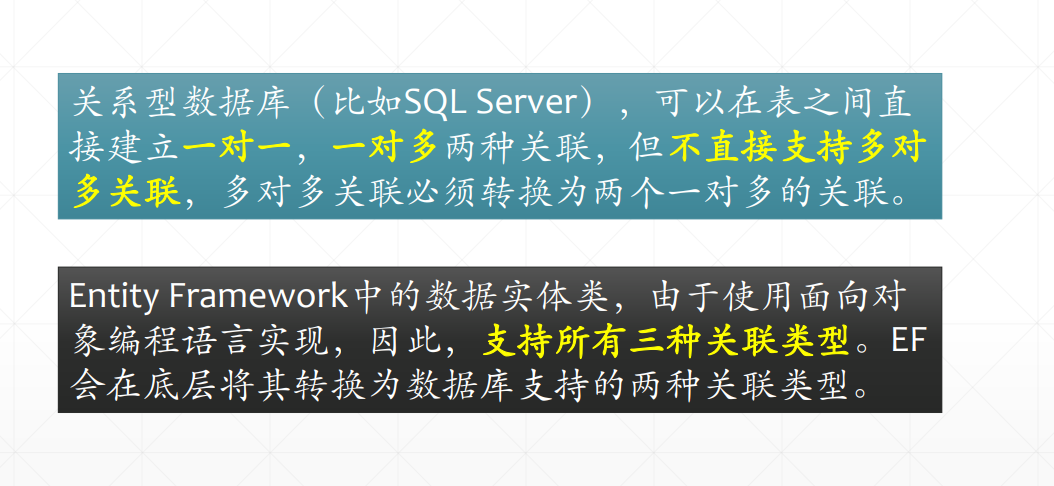 关系型数据库（比如SQL Server），可以在表之间直
接建立一对一，一对多两种关联，但不直接支持多对
多关联，多对多关联必须转换为两个一对多的关联。
Entity Framework中的数据实体类，由于使用面向对
象编程语言实现，因此，支持所有三种关联类型。EF
会在底层将其转换为数据库支持的两种关联类型。